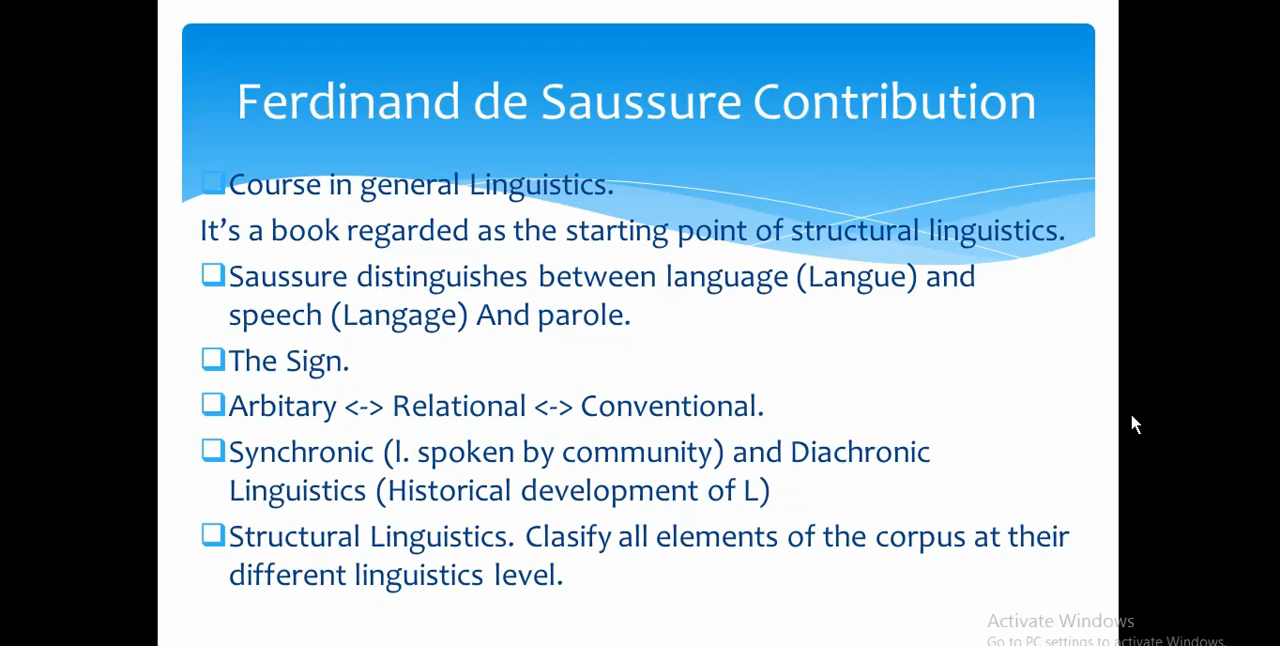 Ferdinand de Saussure Contribution
Course in general Linguistics.
It’s a book regarded as the starting point of structural linguistics.
Saussure distinguishes between language (Langue) and
speech (Langage) And parole.
The Sign.
Arbitary <-> Relational <-> Conventional.
Synchronic (l. spoken by community) and Diachronic
Linguistics (Historical development of L)
Structural Linguistics. Clasify all elements of the corpus at their
different linguistics level.
Activate Windows
Go to PC settings to activate Windows.